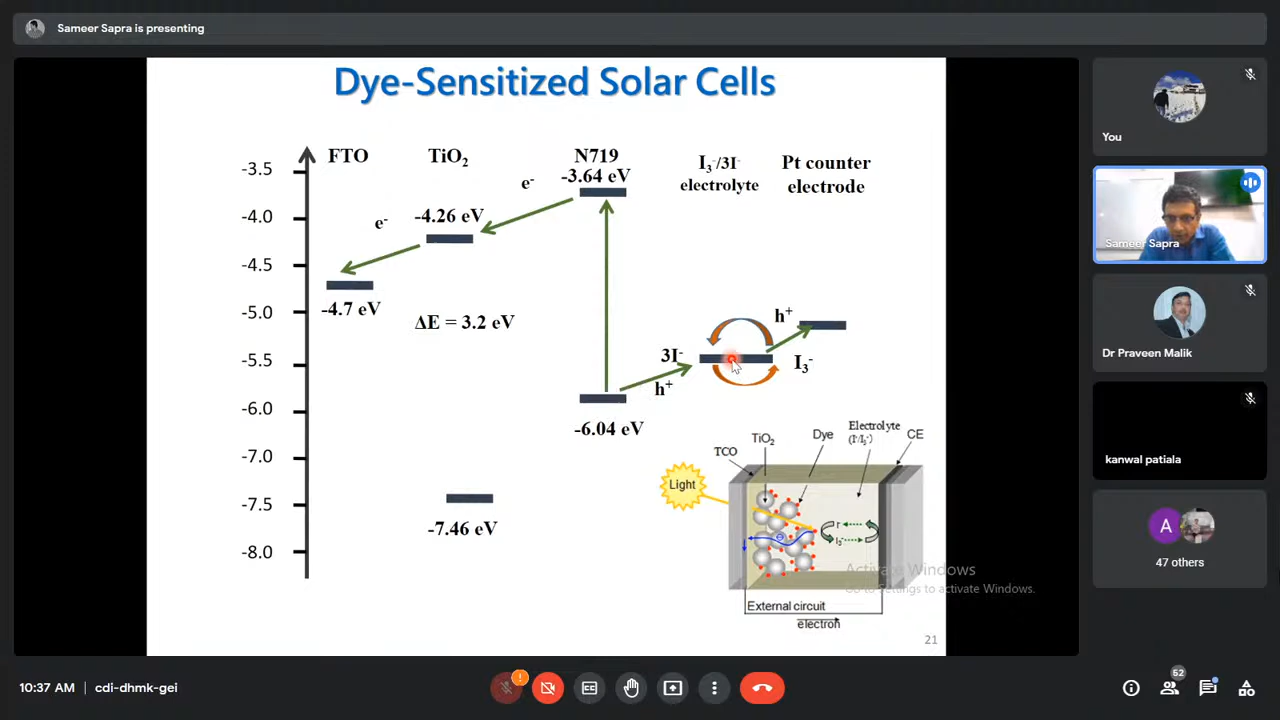 Sameer Sapra is presenting
Dye-Sensitized Solar Cells
FTO
TiO₂
N719
-3.64 eV
I₃⁻/3I⁻
electrolyte
Pt counter
electrode
-3.5
-4.0
-4.5
-5.0
-5.5
-6.0
-7.0
-7.5
-8.0
e⁻
e⁻
-4.26 eV
-4.7 eV
ΔE = 3.2 eV
h⁺
3I⁻
h⁺
I₃⁻
-6.04 eV
-7.46 eV
TCO
TiO₂
Dye
Electrolyte
(I⁻/I₃⁻)
CE
Light
I⁻
I₃⁻
External circuit
electron
Activate Windows
Go to Settings to activate Windows.
21
You
Sameer Sapra
Dr Praveen Malik
kanwal patiala
A
47 others
10:37 AM | cdi-dhmk-gei
CC
52